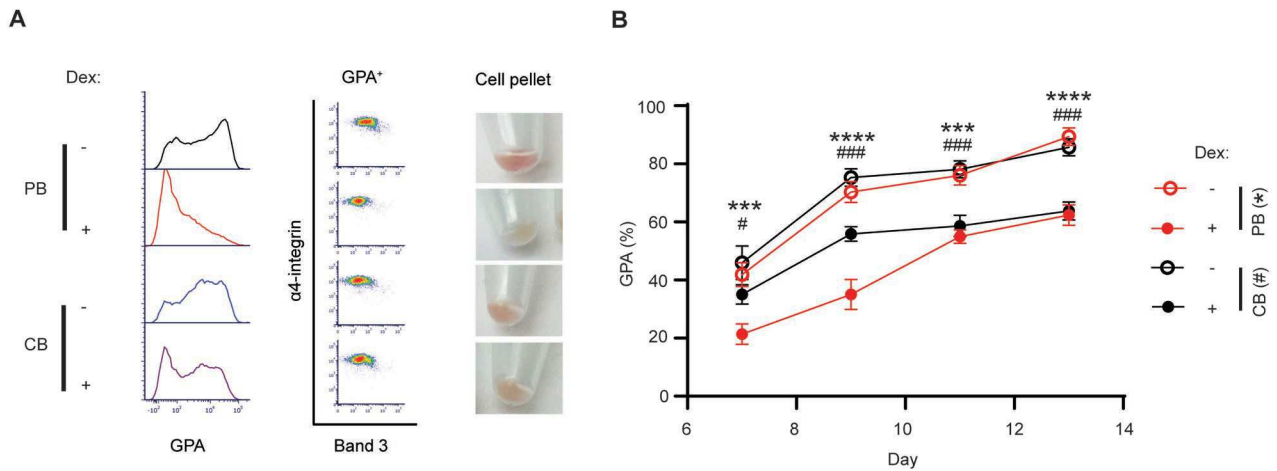 A
Dex:
GPA⁺
Cell pellet
PB
-
+
CB
-
+
α4-integrin
GPA
Band 3
B
100
80
60
40
20
0
GPA (%)
6
8
10
12
14
Day
***
#
****
###
***
###
****
###
Dex:
-
+
PB (*)
-
+
CB (#)